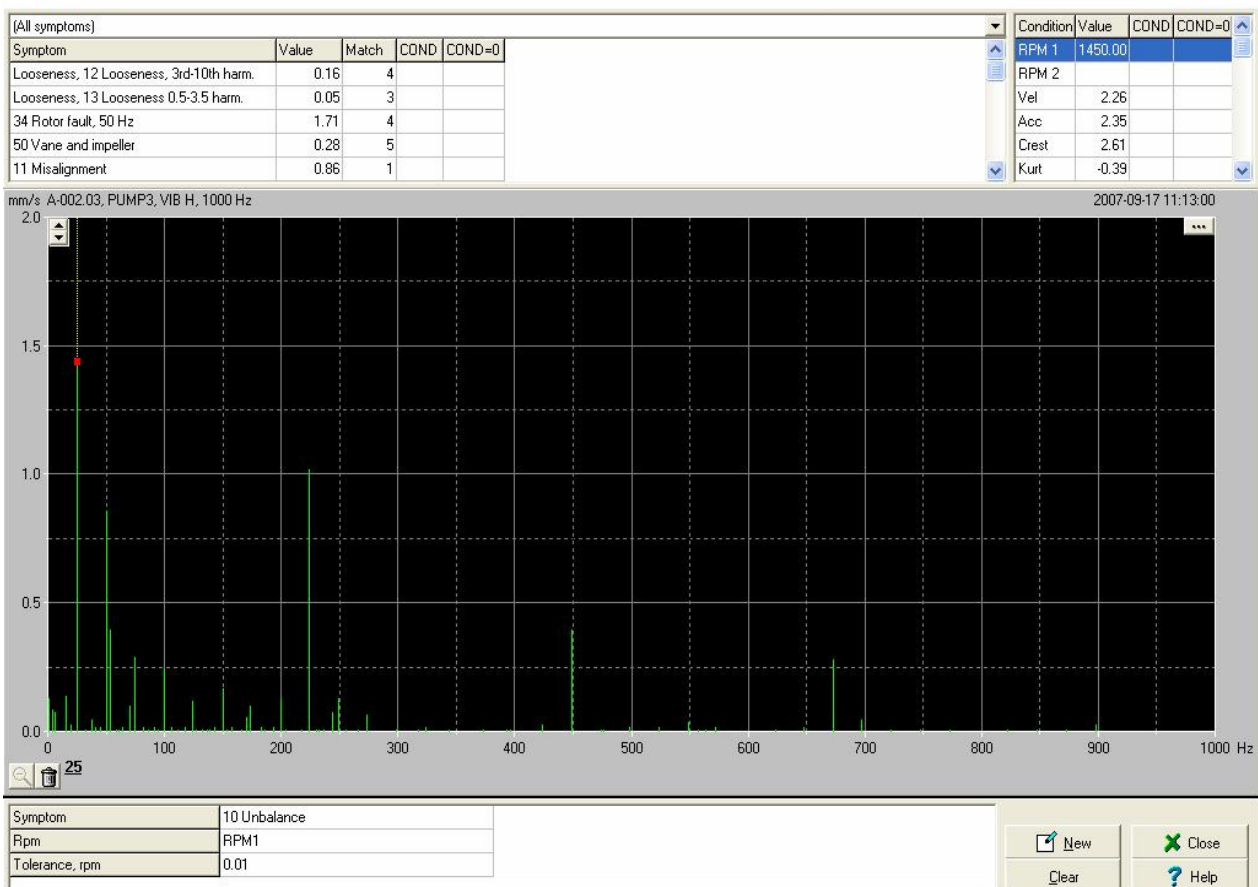 (All symptoms)
Symptom Value Match COND COND=0
Looseness, 12 Looseness, 3rd-10th harm. 0.16 4
Looseness, 13 Looseness 0.5-3.5 harm. 0.05 3
34 Rotor fault, 50 Hz 1.71 4
50 Vane and impeller 0.28 5
11 Misalignment 0.86 1
Condition Value COND COND=0
RPM 1 1450.00
RPM 2
Vel 2.26
Acc 2.35
Crest 2.61
Kurt -0.39
mm/s A-002.03, PUMP3, VIB H, 1000 Hz 2007-09-17 11:13:00
2.0
1.5
1.0
0.5
0.0
0 100 200 300 400 500 600 700 800 900 1000 Hz
25
Symptom 10 Unbalance
Rpm RPM1
Tolerance, rpm 0.01
New Close
Clear ? Help